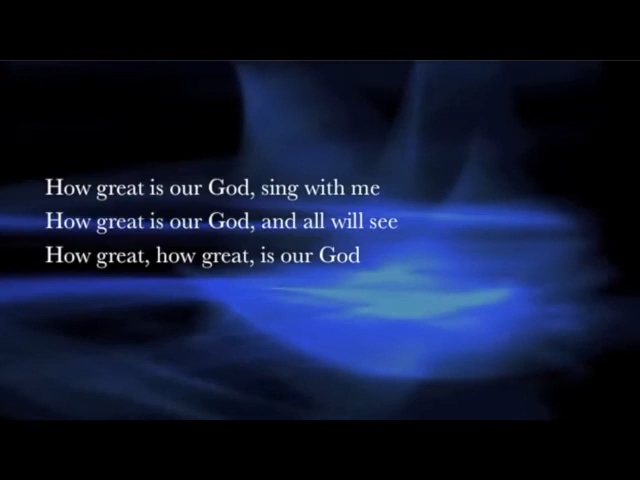 How great is our God, sing with me
How great is our God, and all will see
How great, how great, is our God